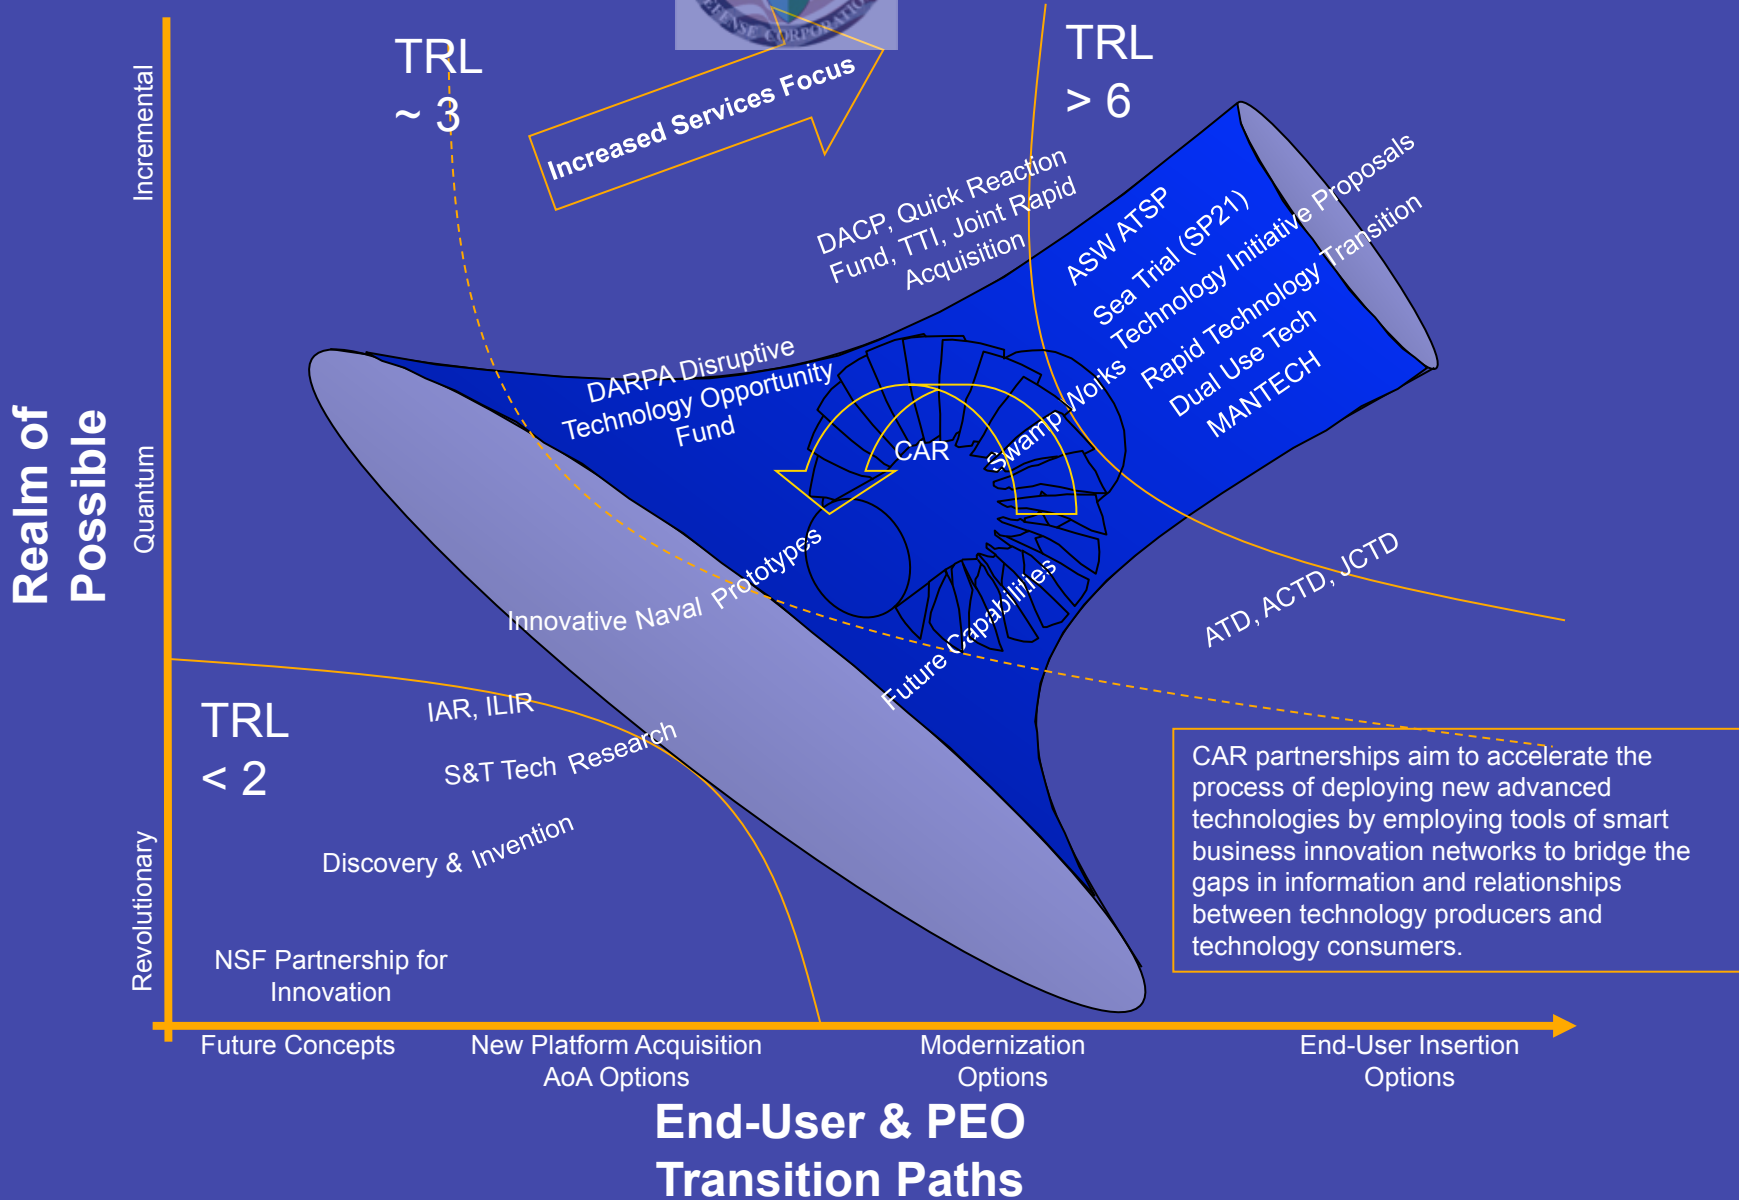 DEFENSE CORPORATION
TRL
~ 3
Increased Services Focus
TRL
> 6
Incremental
DACP, Quick Reaction
Fund, TTI, Joint Rapid
Acquisition
ASW ATSP
Sea Trial (SP21)
Technology Initiative Proposals
Rapid Technology Transition
Dual Use Tech
MANTECH
DARPA Disruptive
Technology Opportunity
Fund
CAR
Swamp Works
Realm of
Possible
Quantum
Innovative Naval Prototypes
Future Capabilities
ATD, ACTD, JCTD
TRL
< 2
IAR, ILIR
S&T Tech Research
Discovery & Invention
Revolutionary
NSF Partnership for
Innovation
CAR partnerships aim to accelerate the
process of deploying new advanced
technologies by employing tools of smart
business innovation networks to bridge the
gaps in information and relationships
between technology producers and
technology consumers.
Future Concepts
New Platform Acquisition
AoA Options
Modernization
Options
End-User Insertion
Options
End-User & PEO
Transition Paths